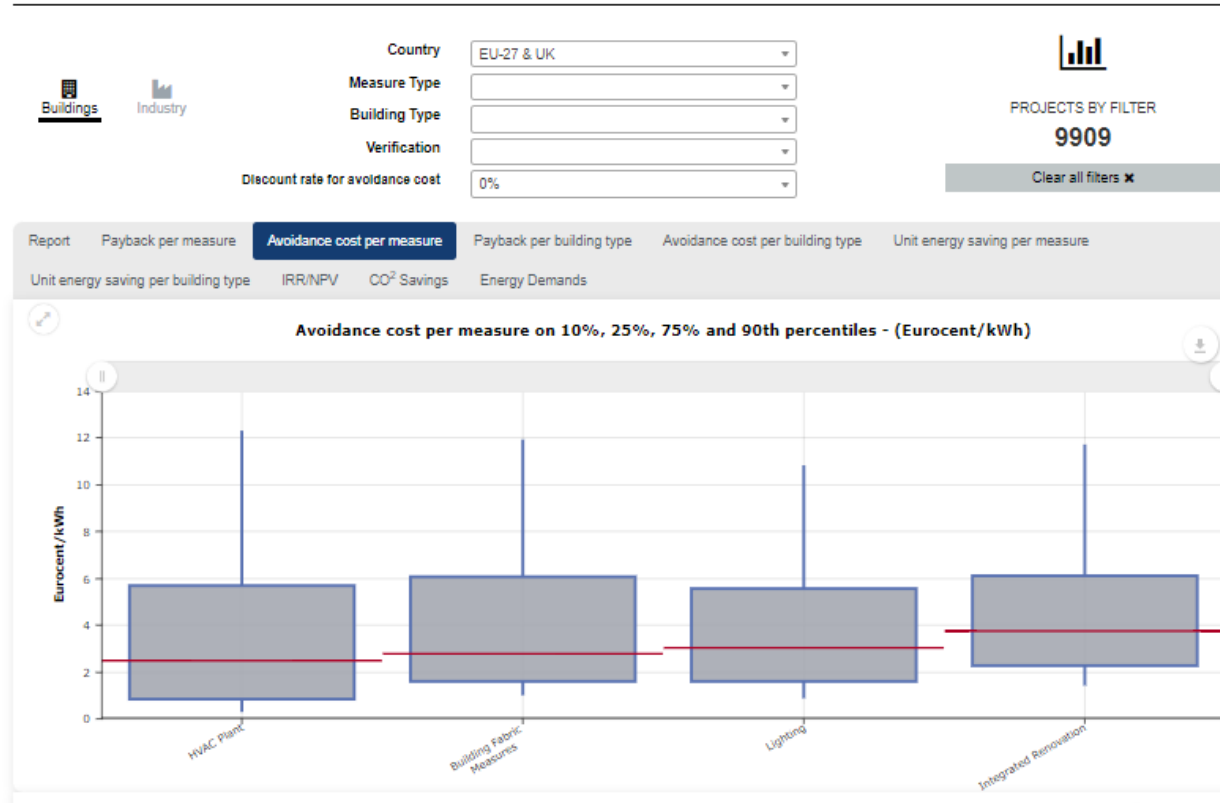 Country
EU-27 & UK
Measure Type
Buildings
Industry
Building Type
PROJECTS BY FILTER
9909
Verification
Discount rate for avoidance cost
0%
Clear all filters ×
Report Payback per measure Avoidance cost per measure Payback per building type Avoidance cost per building type Unit energy saving per measure
Unit energy saving per building type IRR/NPV CO² Savings Energy Demands
Avoidance cost per measure on 10%, 25%, 75% and 90th percentiles - (Eurocent/kWh)
14
12
10
8
6
4
2
0
Eurocent/kWh
HVAC Plant
Building Fabric
Measures
Lighting
Integrated Renovation